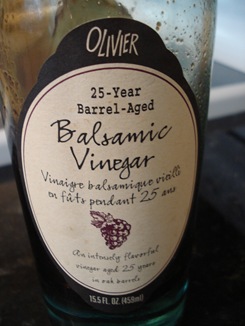 OLIVIER
25-Year
Barrel-Aged
Balsamic
Vinegar
Vinaigre balsamique vieilli
en fûts pendant 25 ans
An intensely flavorful
vinegar aged 25 years
in oak barrels
15.5 FL OZ. (459ml)